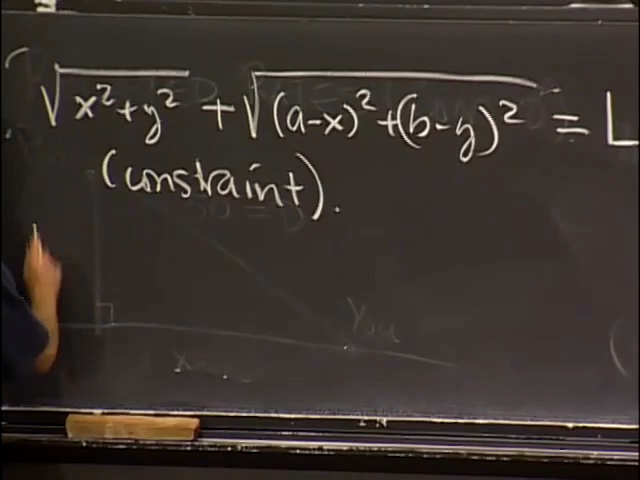 √(x²+y²) + √((a-x)²+(b-y)²) = L
(constraint).
You
x